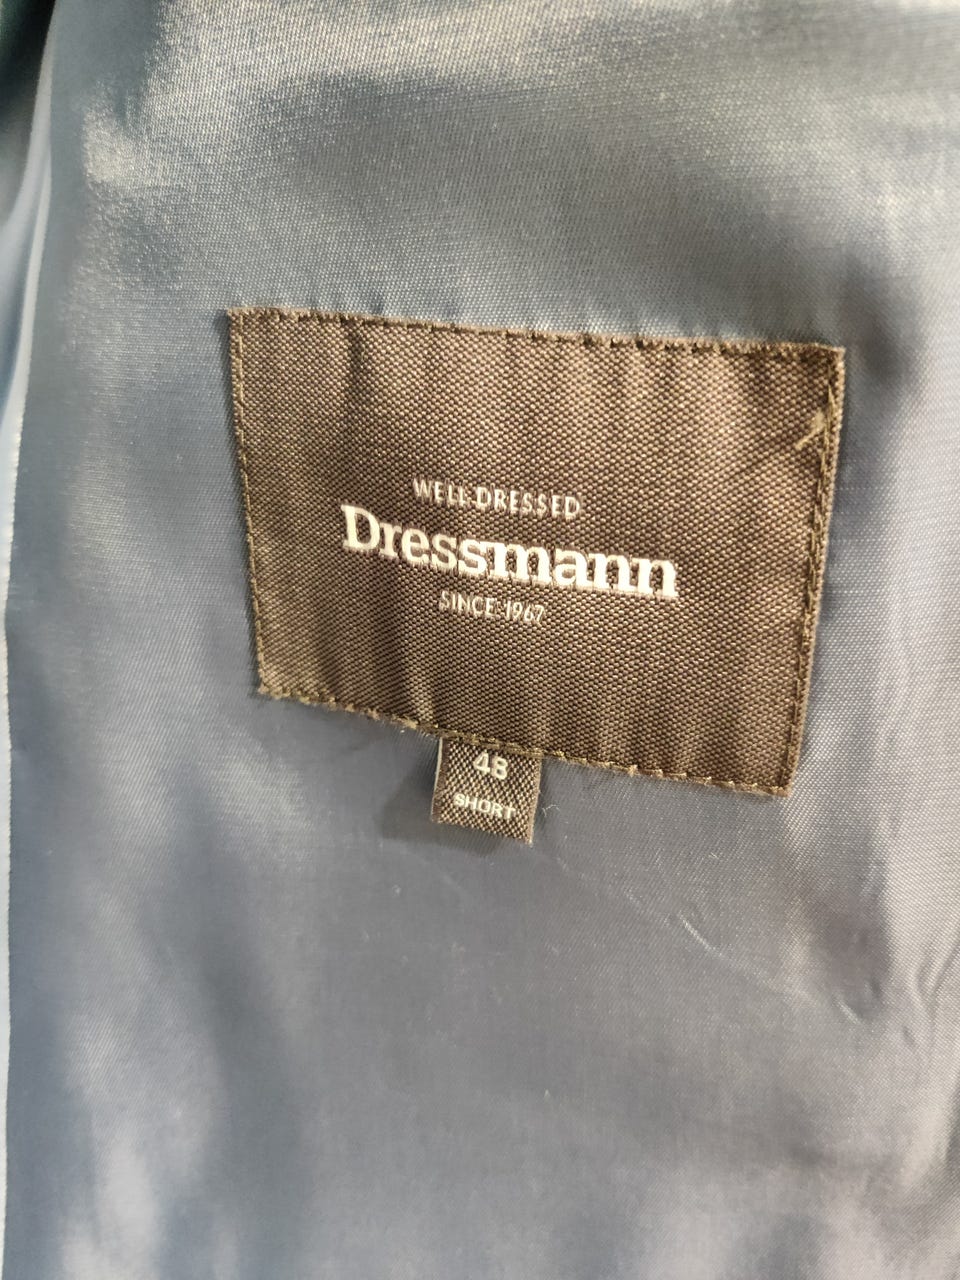 WELL-DRESSED
Dressmann
SINCE 1967
48
SHORT